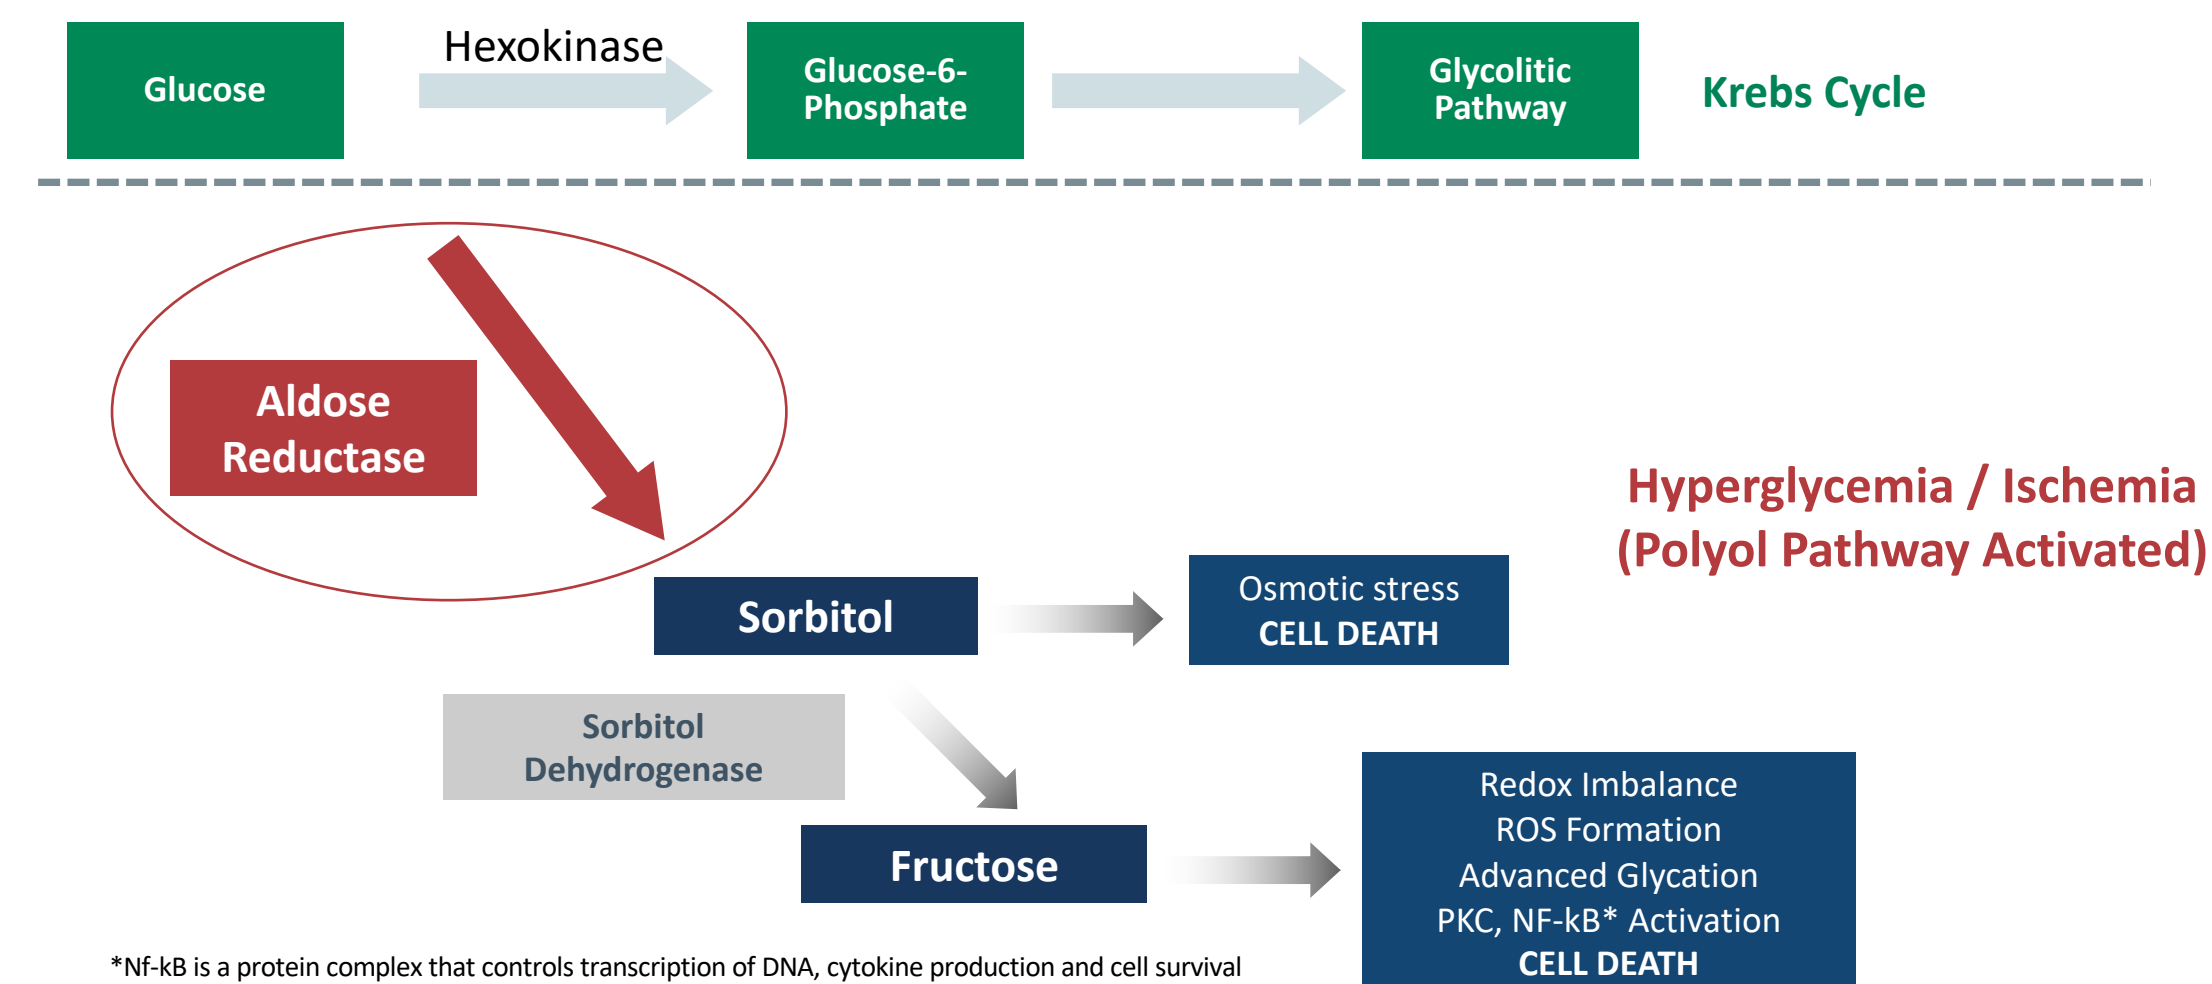 Glucose
Hexokinase
Glucose-6-
Phosphate
Glycolitic
Pathway
Krebs Cycle
Aldose
Reductase
Hyperglycemia / Ischemia
(Polyol Pathway Activated)
Sorbitol
Osmotic stress
CELL DEATH
Sorbitol
Dehydrogenase
Fructose
Redox Imbalance
ROS Formation
Advanced Glycation
PKC, NF-kB* Activation
CELL DEATH
*Nf-kB is a protein complex that controls transcription of DNA, cytokine production and cell survival